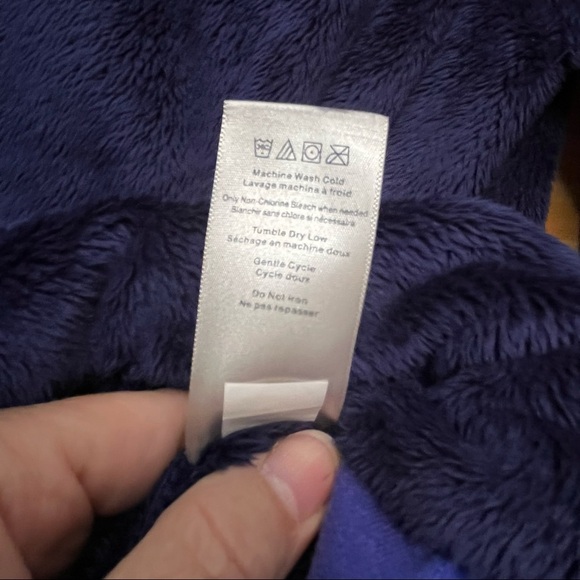 30C
Machine Wash Cold
Lavage machine à froid
Only Non-Chlorine Bleach when needed
Blanchir sans chlore si nécessaire
Tumble Dry Low
Séchage en machine doux
Gentle Cycle
Cycle doux
Do Not Iron
Ne pas repasser